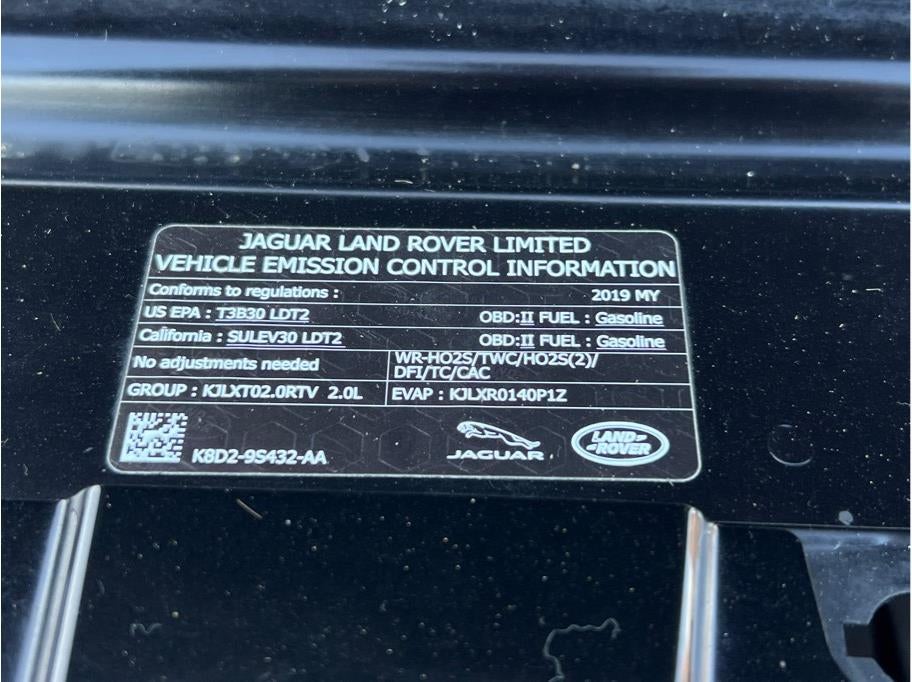 JAGUAR LAND ROVER LIMITED
VEHICLE EMISSION CONTROL INFORMATION
Conforms to regulations : 2019 MY
US EPA : T3B30 LDT2 OBD:II FUEL : Gasoline
California : SULEV30 LDT2 OBD:II FUEL : Gasoline
No adjustments needed WR-HO2S/TWC/HO2S(2)/
DFI/TC/CAC
GROUP : KJLXT02.0RTV 2.0L EVAP : KJLXR0140P1Z
K8D2-9S432-AA JAGUAR LAND-
-ROVER